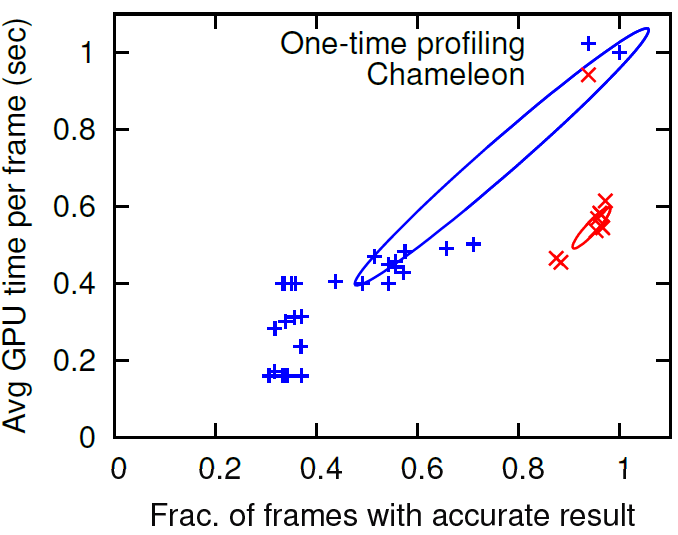 Avg GPU time per frame (sec)
1
0.8
0.6
0.4
0.2
0
One-time profiling
Chameleon
0 0.2 0.4 0.6 0.8 1
Frac. of frames with accurate result